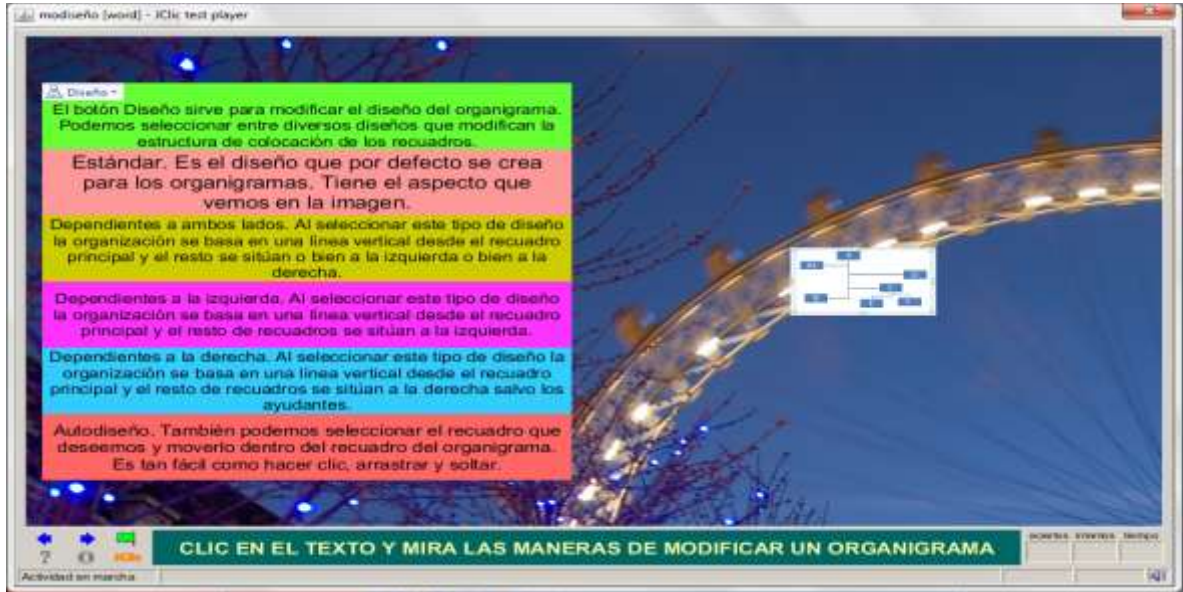 modiseño [word] - JClic test player
Diseño
El botón Diseño sirve para modificar el diseño del organigrama.
Podemos seleccionar entre diversos diseños que modifican la
estructura de colocación de los recuadros.
Estándar. Es el diseño que por defecto se crea
para los organigramas. Tiene el aspecto que
vemos en la imagen.
Dependientes a ambos lados. Al seleccionar este tipo de diseño
la organización se basa en una línea vertical desde el recuadro
principal y el resto se sitúan o bien a la izquierda o bien a la
derecha.
Dependientes a la izquierda. Al seleccionar este tipo de diseño
la organización se basa en una línea vertical desde el recuadro
principal y el resto de recuadros se sitúan a la izquierda.
Dependientes a la derecha. Al seleccionar este tipo de diseño la
organización se basa en una línea vertical desde el recuadro
principal y el resto de recuadros se sitúan a la derecha salvo los
ayudantes.
Autodiseño. También podemos seleccionar el recuadro que
deseemos y moverlo dentro del recuadro del organigrama.
Es tan fácil como hacer clic, arrastrar y soltar.
CLIC EN EL TEXTO Y MIRA LAS MANERAS DE MODIFICAR UN ORGANIGRAMA
aciertos intentos tiempo
Actividad en marcha